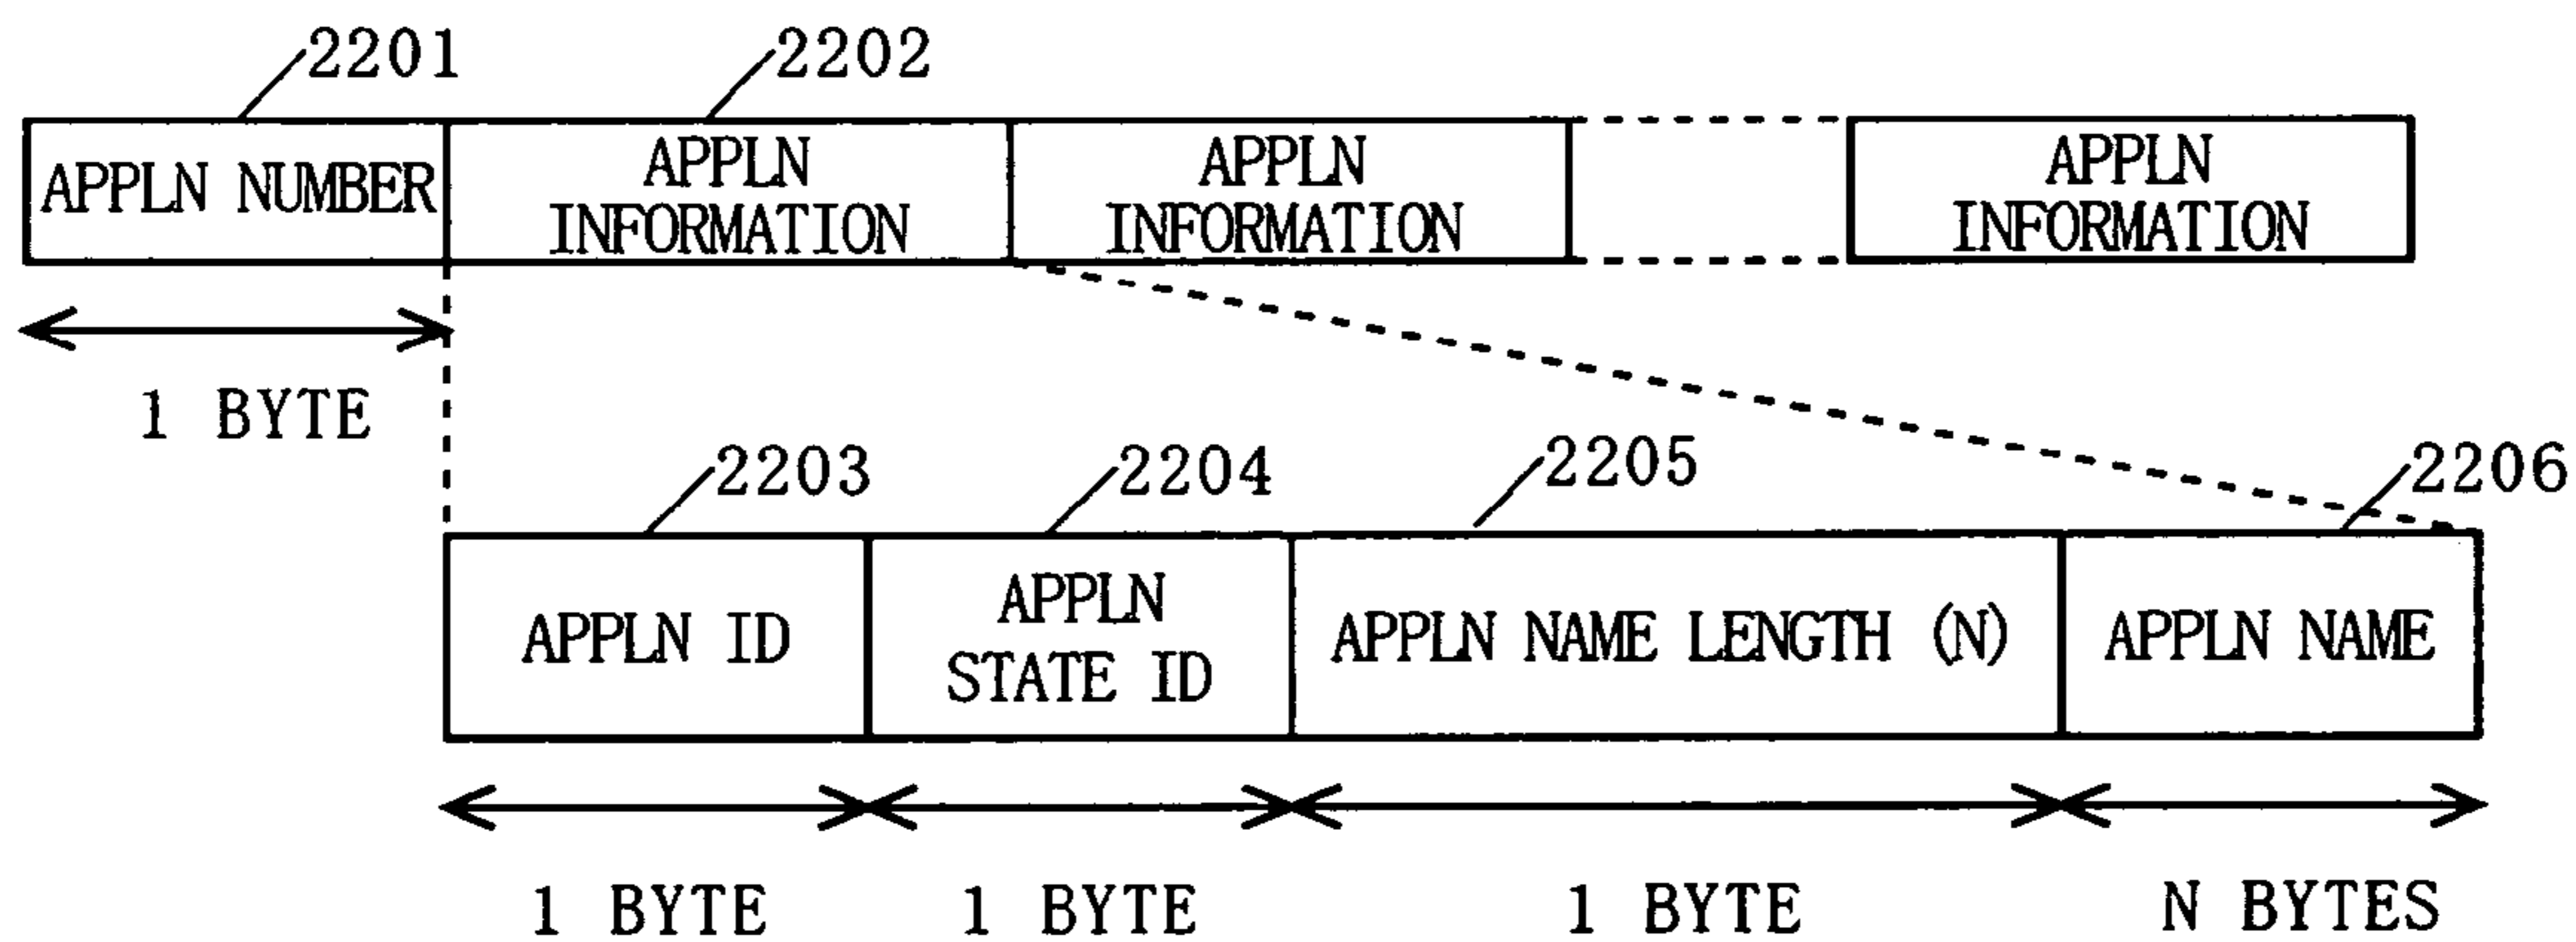 2201
2202
APPLN NUMBER
APPLN
INFORMATION
APPLN
INFORMATION
APPLN
INFORMATION
1 BYTE
2203
2204
2205
2206
APPLN ID
APPLN
STATE ID
APPLN NAME LENGTH (N)
APPLN NAME
1 BYTE
1 BYTE
1 BYTE
N BYTES